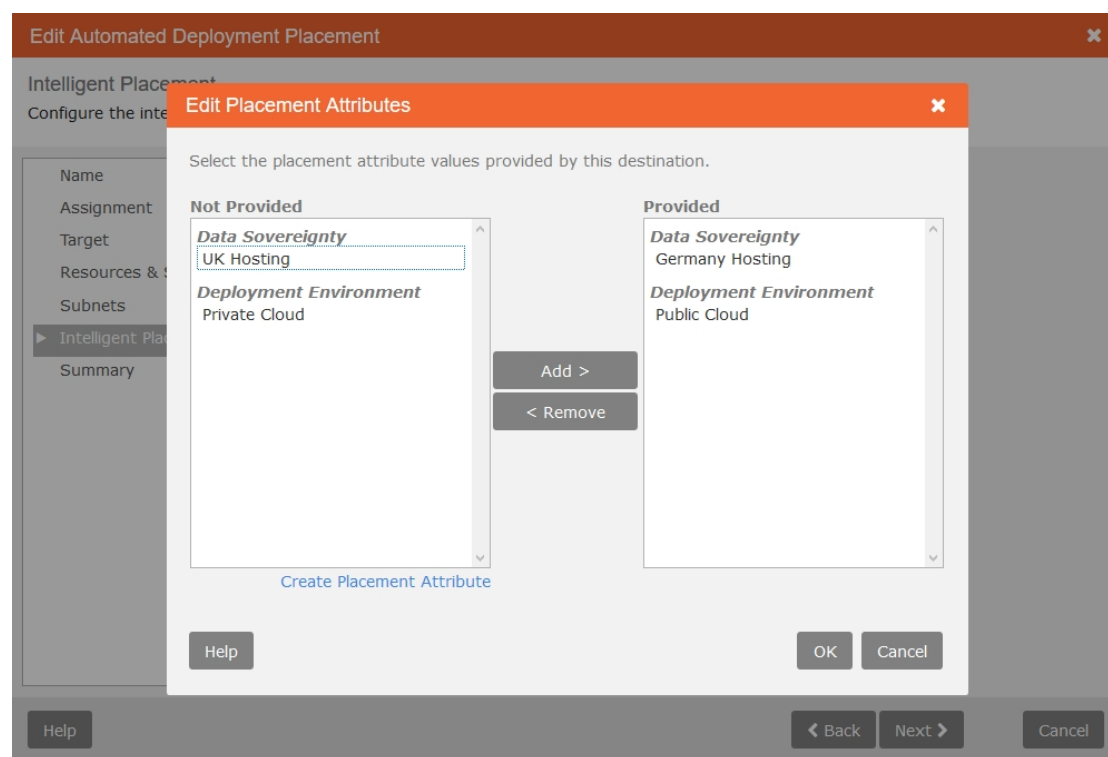 Edit Automated Deployment Placement
Intelligent Placement
Configure the inte
Edit Placement Attributes
Select the placement attribute values provided by this destination.
Name
Assignment
Target
Resources & S
Subnets
Intelligent Pla
Summary
Not Provided
Data Sovereignty
UK Hosting
Deployment Environment
Private Cloud
Add >
< Remove
Provided
Data Sovereignty
Germany Hosting
Deployment Environment
Public Cloud
Create Placement Attribute
Help
OK
Cancel
Help
Back
Next
Cancel